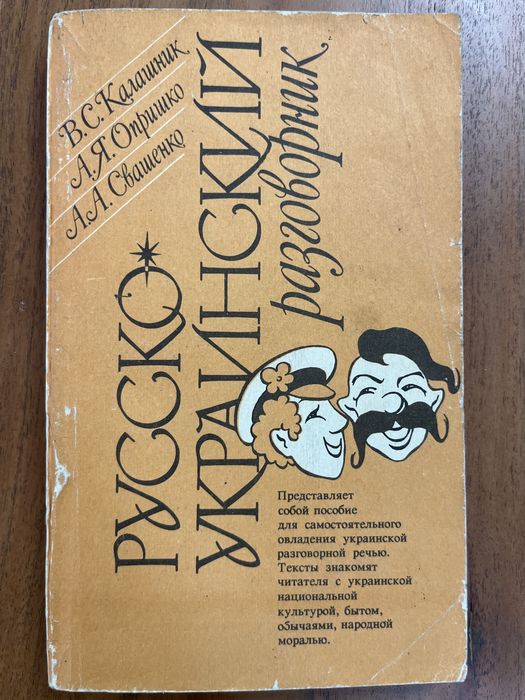 В.С.Калашник
А.Я.Опришко
А.А.Свашенко
РУССКО
УКРАИНСКИЙ
разговорник
Представляет
собой пособие
для самостоятельного
овладения украинской
разговорной речью.
Тексты знакомят
читателя с украинской
национальной
культурой, бытом,
обычаями, народной
моралью.